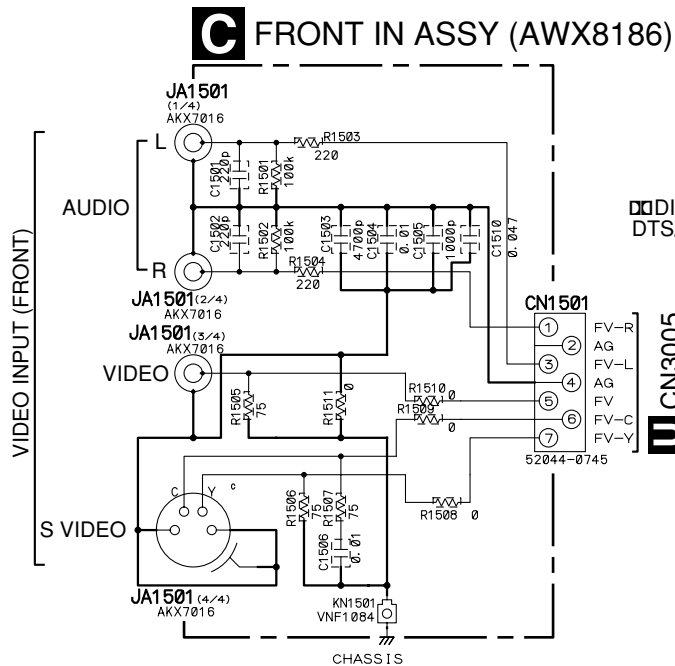 C FRONT IN ASSY (AWX8186)
JA1501
(1/4)
AKX7016
L
R1503
220
C1501
220p
R1501
100k
AUDIO
C1502
220p
R1502
100k
C1503
4700p
C1504
0.01
C1505
1000p
C1510
0.047
R
R1504
220
JA1501 (2/4)
AKX7016
JA1501 (3/4)
AKX7016
VIDEO
R1505
75
R1511
0
R1510
0
R1509
0
CN1501
1 FV-R
2 AG
3 FV-L
4 AG
5 FV
6 FV-C
7 FV-Y
52044-0745
CN3005
VIDEO INPUT (FRONT)
C
Y
c
S VIDEO
R1506
75
R1507
75
C1506
0.01
R1508
0
JA1501 (4/4)
AKX7016
KN1501
VNF1084
CHASSIS